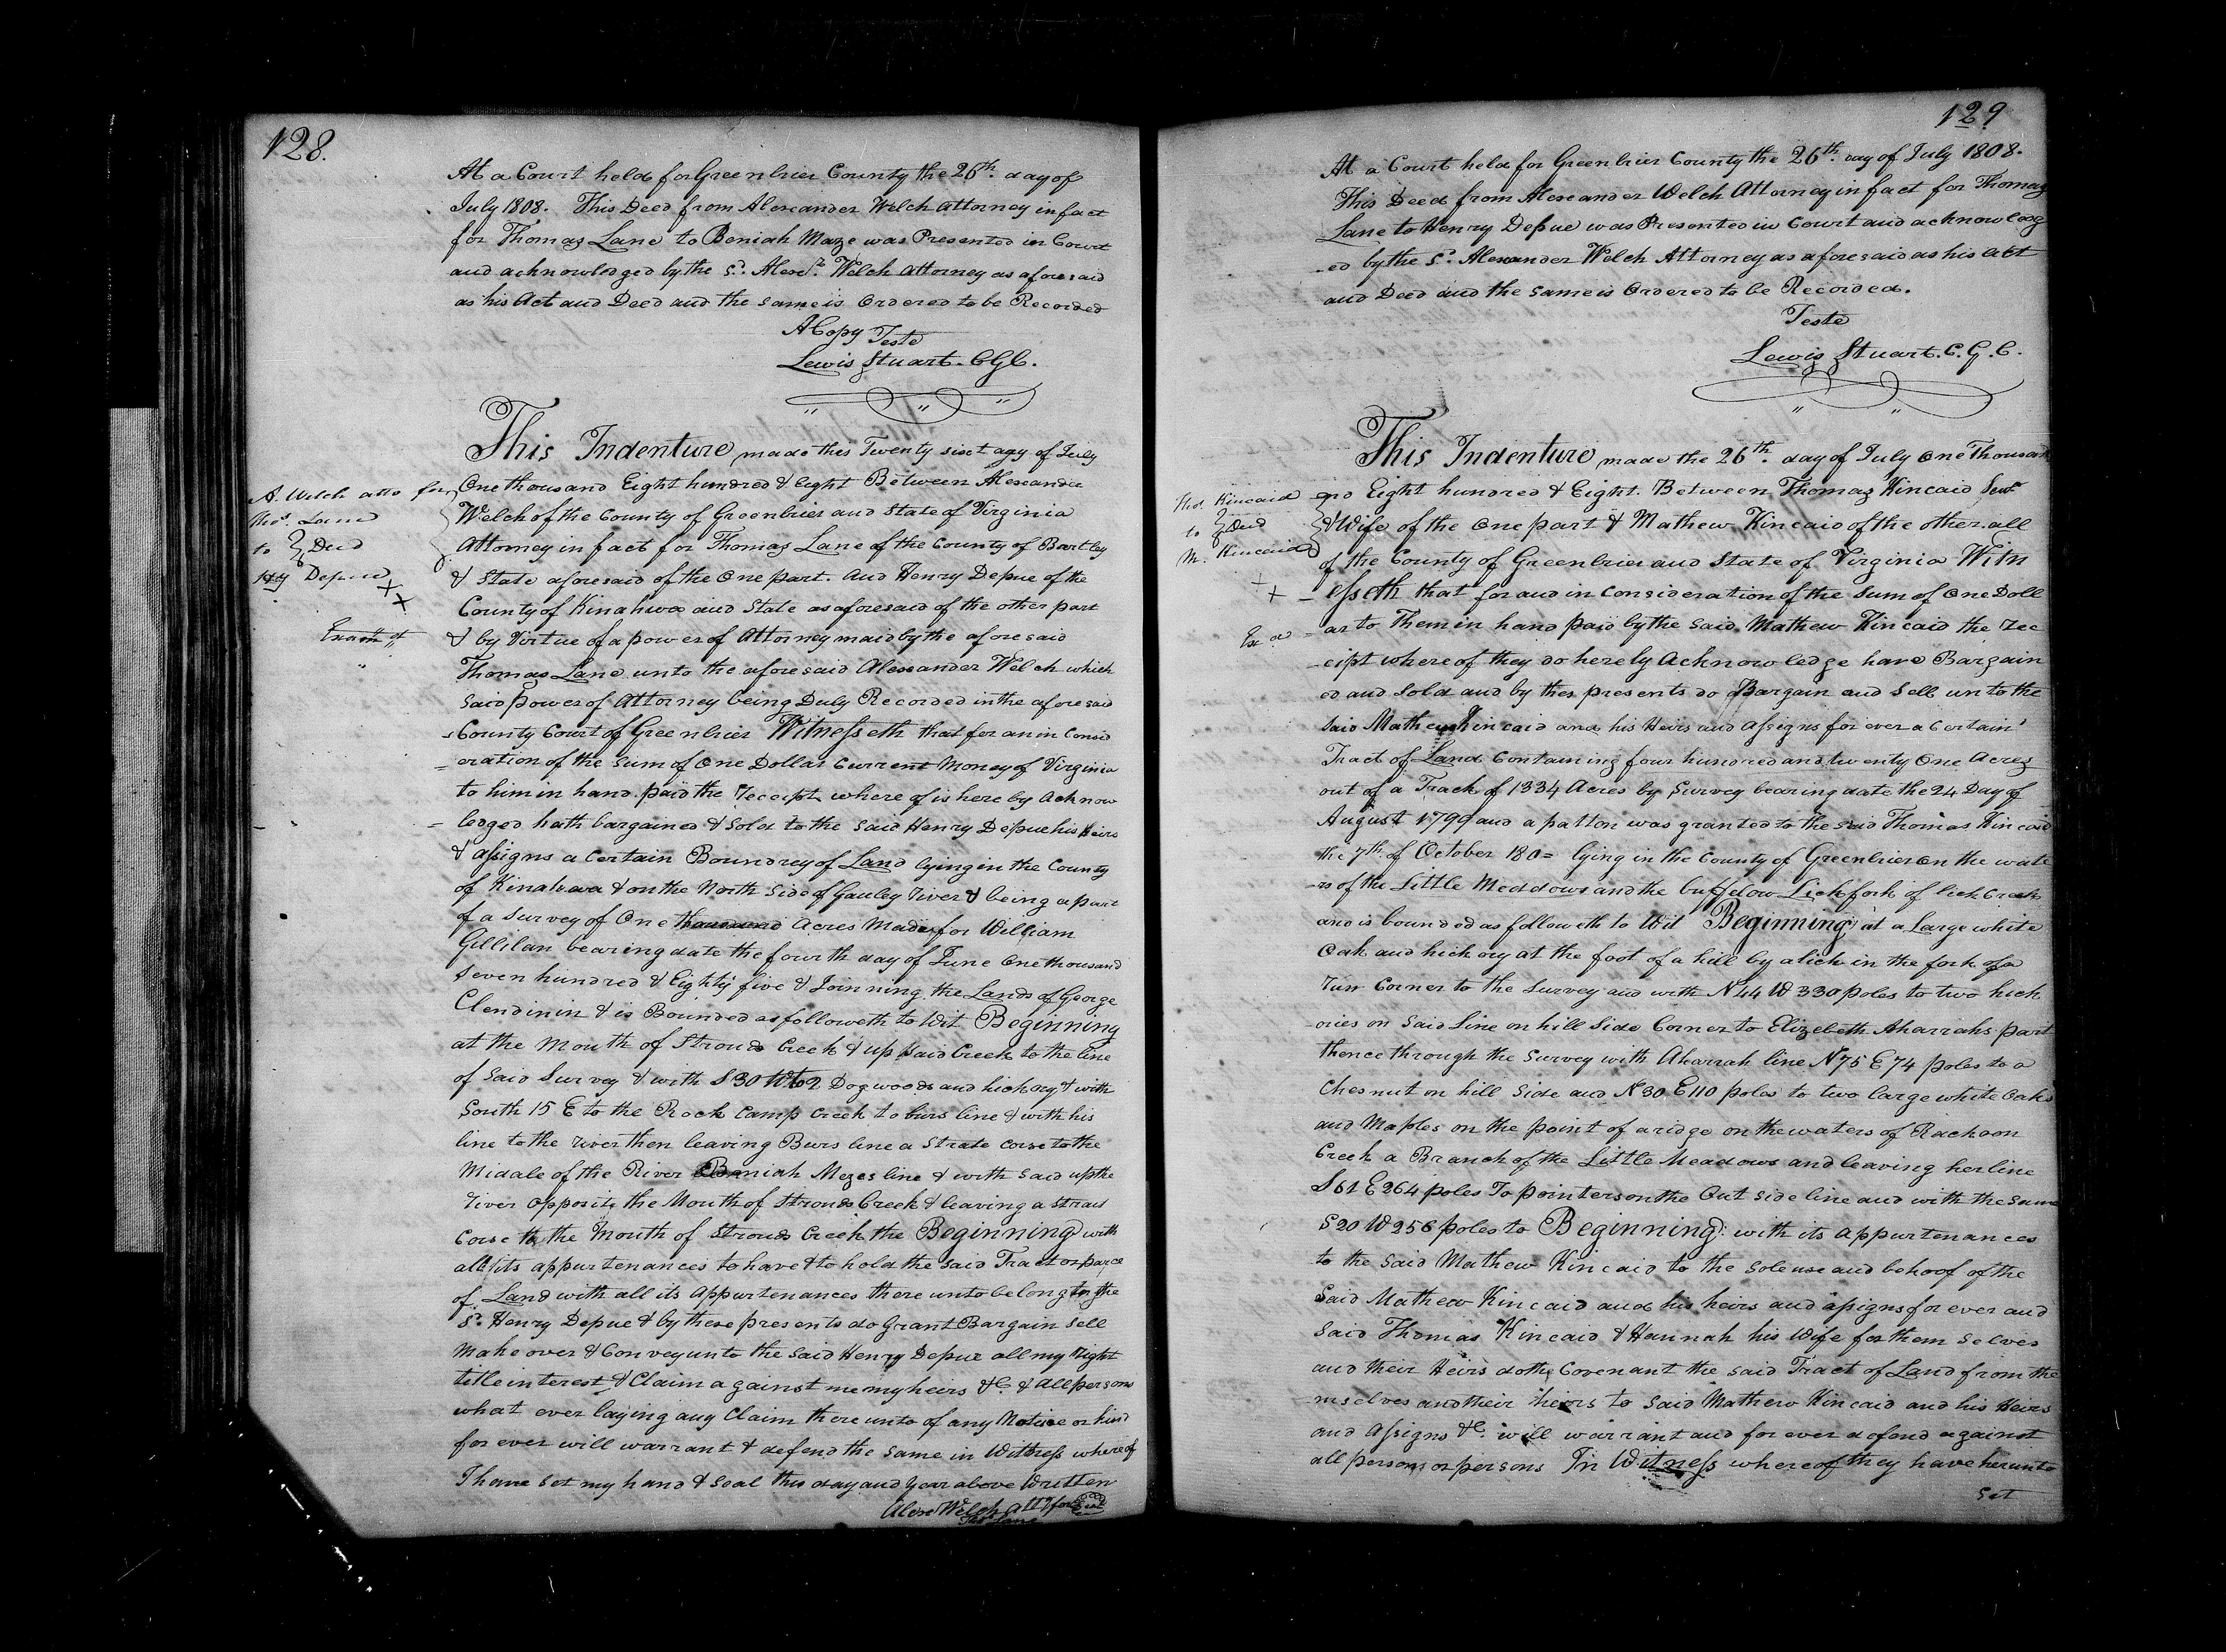 128.
At a Court held for Greenbrier County the 26th. day of
July 1808. This Deed from Alexander Welch Attorney in fact
for Thomas Lane to Beniah Maze was Presented in Court
and acknowledged by the sd. Alexdr. Welch Attorney as aforesaid
as his Act and Deed and the same is Ordered to be Recorded
A Copy Teste
Lewis Stuart. CGC.
This Indenture made this Twenty sixt day of July
One thousand Eight hundred & Eight Between Alexander
Welch of the County of Greenbrier and State of Virginia
Attorney in fact for Thomas Lane of the County of Bartley
& State aforesaid of the one part. And Henry Depue of the
County of Kinahwa and State as aforesaid of the other part
& by Virtue of a power of Attorney maid by the aforesaid
Thomas Lane unto the aforesaid Alexander Welch which
said power of Attorney being Duly Recorded in the aforesaid
County Court of Greenbrier Witnesseth that for an in Consid
=eration of the sum of One Dollar Current Money of Virginia
to him in hand paid the receipt where of is here by Acknow
=ledged hath bargained & Sold to the said Henry Depue his Heirs
& assigns a Certain Boundrey of Land lying in the County
of Kinahwa & on the North side of Gauley river & being a part
of a Survey of One thousand Acres Made for William
Gillilan bearing date the fourth day of June One thousand
seven hundred & Eighty five & Joinning the Lands of George
Clendinin & is Bounded as followeth to Wit Beginning
at the Mouth of Strouds Creek & up said Creek to the line
of said Survey & with S 30 W to 2 Dogwoods and hickory & with
South 15 E to the Rock Camp Creek to burs line & with his
line to the river then leaving Burs line a Strate corse to the
Middle of the River Beniah Mezes line & with said up the
river opposite the Mouth of Strouds Creek & leaving a Strait
Corse to the Mouth of Strouds Creek the Beginning with
all its appurtenances to have & to hold the said Tract or parce
of Land with all its Appurtenances there unto belong to the
sd. Henry Depue & by these presents do Grant Bargain sell
Make over & Convey unto the said Henry Depue all my right
title interest & Claim against me my heirs &C. & All persons
what ever laying any Claim there unto of any Natuer or kind
for ever will warrant & defend the same in Witness whereof
I have set my hand & seal this day and year above Written
Alexr Welch Atty for Seal
Thos Lane
A. Welch atto for
Thos. Lane
to } Deed
Hy Depue
Examd
129
At a Court held for Greenbrier County the 26th. day of July 1808.
This Deed from Alexander Welch Attorney in fact for Thomas
Lane to Henry Depue was Presented in Court and acknowledg
-ed by the sd. Alexander Welch Attorney as aforesaid as his Act
and Deed and the same is Ordered to be Recorded.
Teste
Lewis Stuart. C. G. C.
This Indenture made the 26th. day of July One Thousand
and Eight hundred & Eight. Between Thomas Kincaid Senr
& Wife of the One part & Mathew Kincaid of the other. all
of the County of Greenbrier and State of Virginia Witn
-esseth that for and in Consideration of the Sum of One Doll
=ar to Them in hand paid by the said Mathew Kincaid the rec
-eipt where of they do herely Acknowledge have Bargain
ed and Sold and by thes presents do Bargain and Sell unto the
said Mathew Kincaid and his Heirs and Assigns for ever a Certain
Tract of Land Containing four hundred and twenty One Acres
out of a Track of 1334 Acres by Survey bearing date the 24 Day of
August 1799 and a patton was granted to the said Thomas Kincaid
the 7th. of October 180= lying in the County of Greenbrier on the wate
-rs of the Little Meddows and the buffelow Lick fork of lick Creek
and is bounded as followeth to Wit Beginning at a Large white
Oak and hickory at the foot of a hill by a lick in the fork of a
run Corner to the Survey and with N 44 W 330 poles to two hick
ories on said Line on hill Side Corner to Elizebeth Aharrahs part
thence through the Survey with Aharrah line N 75 E 74 poles to a
Chesnut on hill side and N 30 E 110 poles to two large white Oaks
and Maples on the point of a ridge on the waters of Rackoon
Creek a Branch of the Little Meadows and leaving her line
S 61 E 264 poles To pointers on the Out side line and with the same
S 20 W 256 poles to Beginning: with its appurtenances
to the said Mathew Kincaid to the sole use and behoof of the
said Mathew Kincaid and his heirs and assigns for ever and
said Thomas Kincaid & Hannah his Wife for them selves
and their Heirs doth Covenant the said Tract of Land from the
-mselves and their heirs to said Mathew Kincaid and his Heirs
and Assigns &C. will warrant and for ever defend against
all persons or persons In Witness whereof they have herunto
Set
Thos. Kincaid
to } Deed
M. Kincaid
Exd